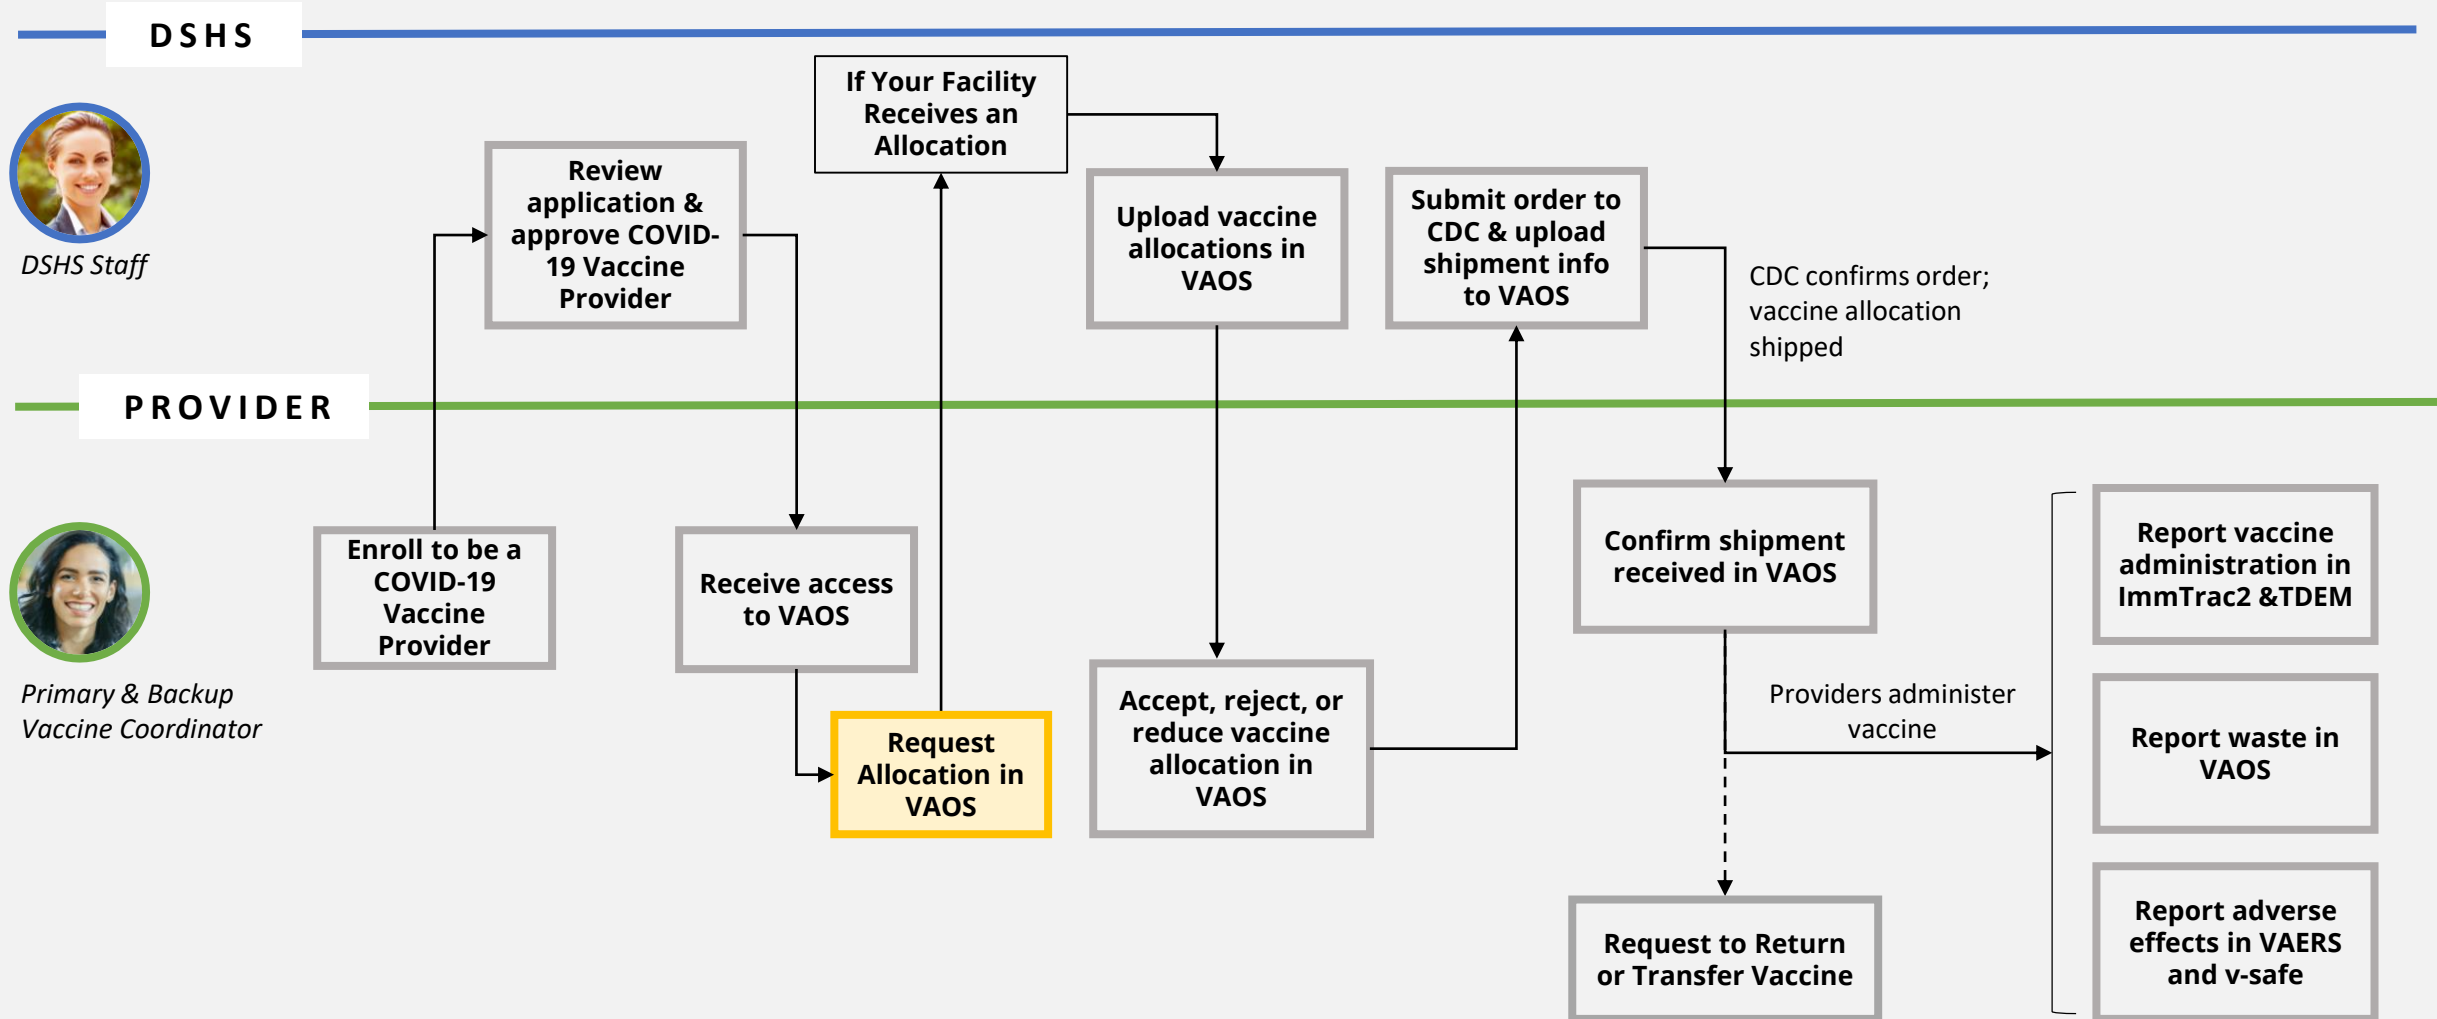 DSHS
If Your Facility
Receives an
Allocation
Review
application &
approve COVID-
19 Vaccine
Provider
Upload vaccine
allocations in
VAOS
Submit order to
CDC & upload
shipment info
to VAOS
DSHS Staff
CDC confirms order;
vaccine allocation
shipped
PROVIDER
Enroll to be a
COVID-19
Vaccine
Provider
Receive access
to VAOS
Request
Allocation in
VAOS
Accept, reject, or
reduce vaccine
allocation in
VAOS
Confirm shipment
received in VAOS
Providers administer
vaccine
Request to Return
or Transfer Vaccine
Report vaccine
administration in
ImmTrac2 &TDEM
Report waste in
VAOS
Report adverse
effects in VAERS
and v-safe
Primary & Backup
Vaccine Coordinator